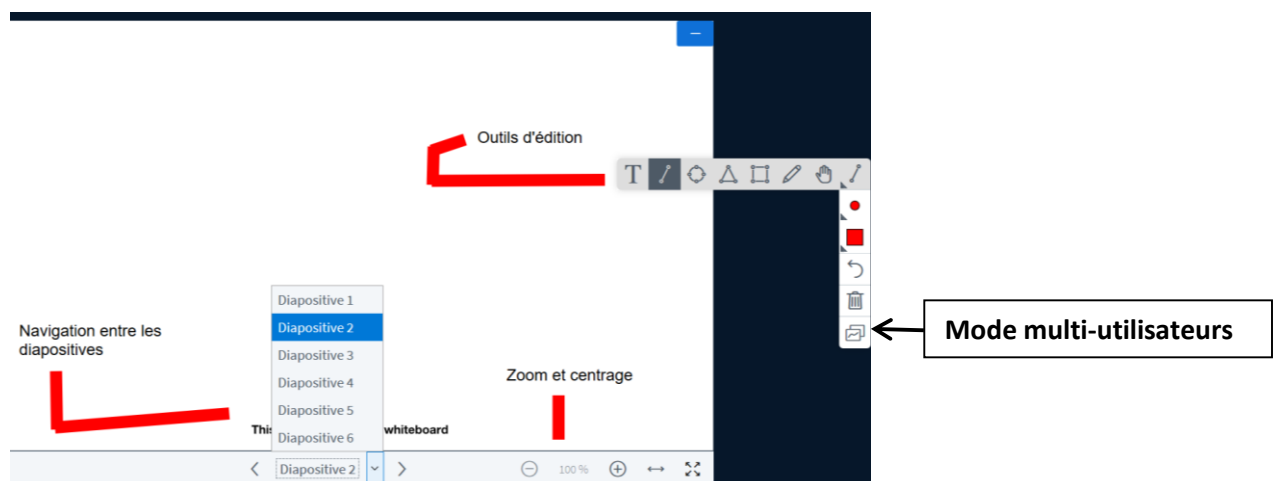 Outils d'édition
T
Diapositive 1
Diapositive 2
Diapositive 3
Diapositive 4
Diapositive 5
Diapositive 6
Navigation entre les
diapositives
Mode multi-utilisateurs
Zoom et centrage
whiteboard
Diapositive 2
100 %